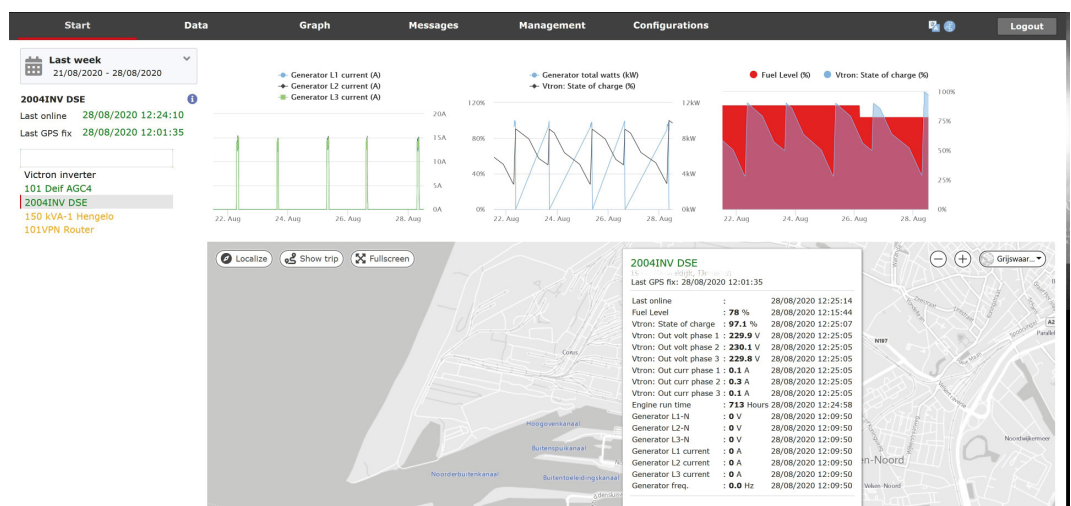 Start Data Graph Messages Management Configurations Logout
Last week
21/08/2020 - 28/08/2020
2004INV DSE
Last online 28/08/2020 12:24:10
Last GPS fix 28/08/2020 12:01:35
Victron inverter
101 Deif AGC4
2004INV DSE
150 kVA-1 Hengelo
101VPN Router
Generator L1 current (A)
Generator L2 current (A)
Generator L3 current (A)
20A
15A
10A
5A
0A
22. Aug 24. Aug 26. Aug 28. Aug
Generator total watts (kW)
Vtron: State of charge (%)
120% 12kW
80% 8kW
40% 4kW
0% 0kW
22. Aug 24. Aug 26. Aug 28. Aug
Fuel Level (%) Vtron: State of charge (%)
100%
75%
50%
25%
0%
22. Aug 24. Aug 26. Aug 28. Aug
Localize Show trip Fullscreen
Grijswaar...
2004INV DSE
Last GPS fix: 28/08/2020 12:01:35
Last online : 28/08/2020 12:25:14
Fuel Level : 78 % 28/08/2020 12:15:44
Vtron: State of charge : 97.1 % 28/08/2020 12:25:07
Vtron: Out volt phase 1 : 229.9 V 28/08/2020 12:25:05
Vtron: Out volt phase 2 : 230.1 V 28/08/2020 12:25:05
Vtron: Out volt phase 3 : 229.8 V 28/08/2020 12:25:05
Vtron: Out curr phase 1 : 0.1 A 28/08/2020 12:25:05
Vtron: Out curr phase 2 : 0.3 A 28/08/2020 12:25:05
Vtron: Out curr phase 3 : 0.1 A 28/08/2020 12:25:05
Engine run time : 713 Hours 28/08/2020 12:24:58
Generator L1-N : 0 V 28/08/2020 12:09:50
Generator L2-N : 0 V 28/08/2020 12:09:50
Generator L3-N : 0 V 28/08/2020 12:09:50
Generator L1 current : 0 A 28/08/2020 12:09:50
Generator L2 current : 0 A 28/08/2020 12:09:50
Generator L3 current : 0 A 28/08/2020 12:09:50
Generator freq. : 0.0 Hz 28/08/2020 12:09:50
Corus
Hoogovenkanaal
Buitenspuikanaal
Noorderbuitenkanaal
Buitentoeleidingskanaal
N197
A2
Parallel
Noordwijkermeer
en-Noord
Velsen-Noord